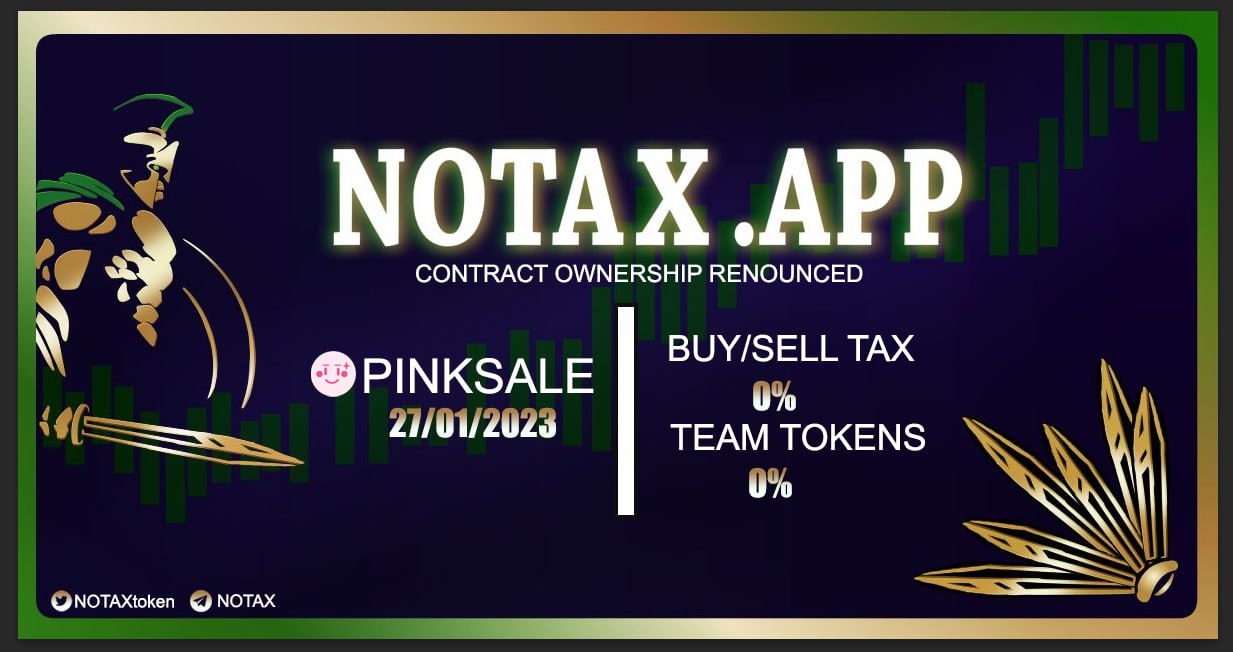 NOTAX.APP
CONTRACT OWNERSHIP RENOUNCED
PINKSALE
27/01/2023
BUY/SELL TAX
0%
TEAM TOKENS
0%
NOTAXtoken NOTAX